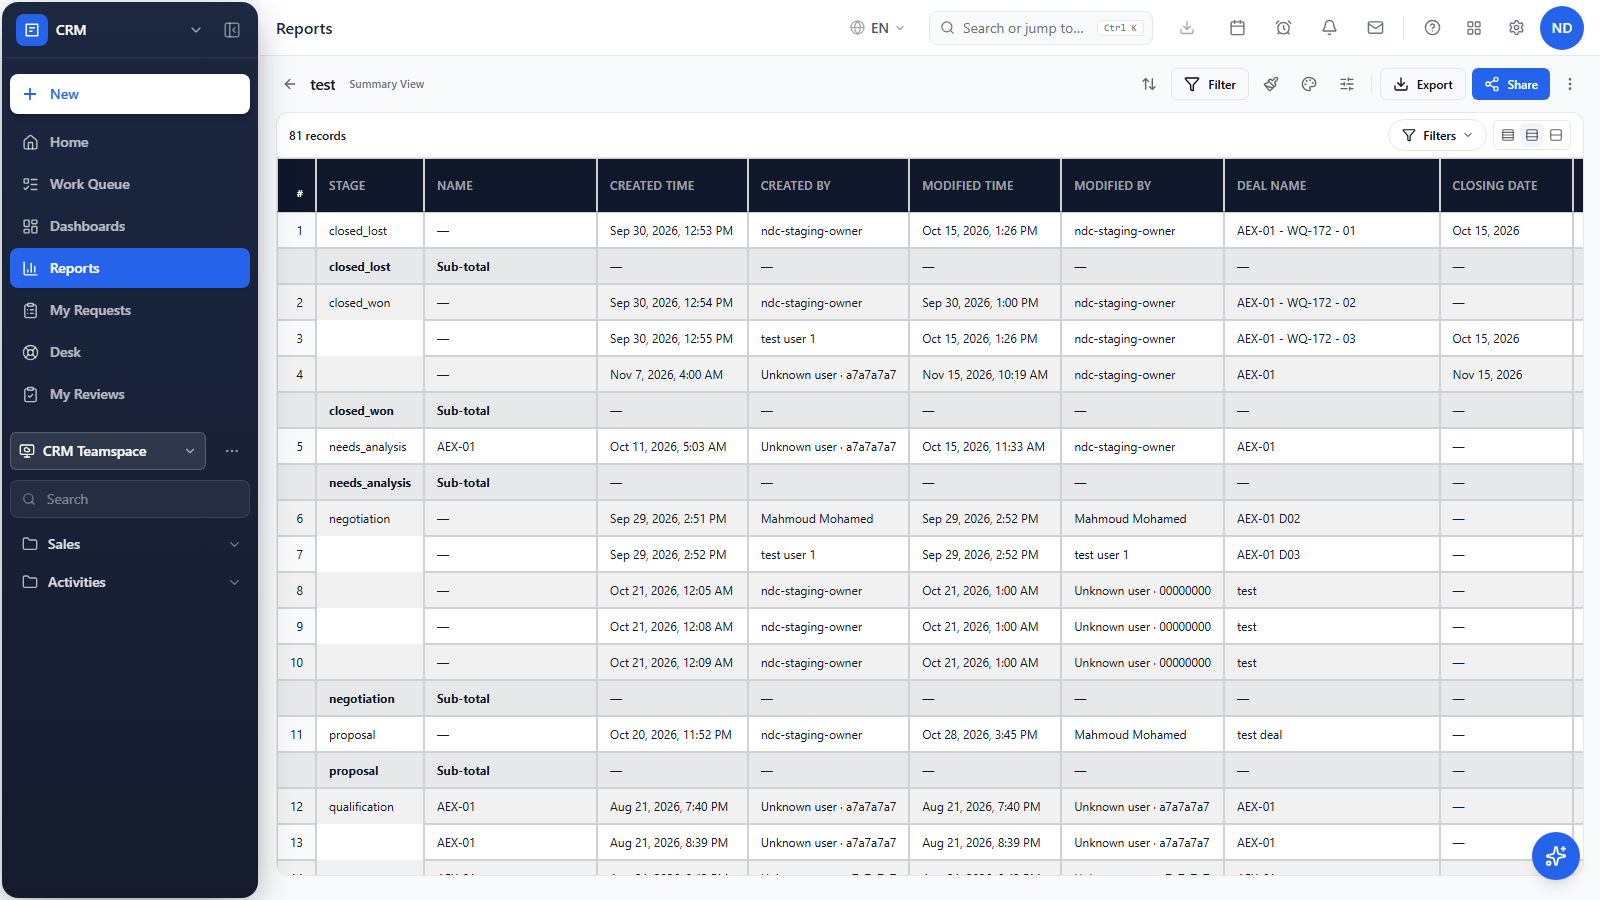 CRM
Reports
EN
Search or jump to...
Ctrl K
ND
New
Home
Work Queue
Dashboards
Reports
My Requests
Desk
My Reviews
CRM Teamspace
Search
Sales
Activities
test Summary View
Filter
Export
Share
81 records
Filters
# STAGE NAME CREATED TIME CREATED BY MODIFIED TIME MODIFIED BY DEAL NAME CLOSING DATE
1 closed_lost — Sep 30, 2026, 12:53 PM ndc-staging-owner Oct 15, 2026, 1:26 PM ndc-staging-owner AEX-01 - WQ-172 - 01 Oct 15, 2026
closed_lost Sub-total — — — — — —
2 closed_won — Sep 30, 2026, 12:54 PM ndc-staging-owner Sep 30, 2026, 1:00 PM ndc-staging-owner AEX-01 - WQ-172 - 02 —
3 — Sep 30, 2026, 12:55 PM test user 1 Oct 15, 2026, 1:26 PM ndc-staging-owner AEX-01 - WQ-172 - 03 Oct 15, 2026
4 — Nov 7, 2026, 4:00 AM Unknown user · a7a7a7a7 Nov 15, 2026, 10:19 AM ndc-staging-owner AEX-01 Nov 15, 2026
closed_won Sub-total — — — — — —
5 needs_analysis AEX-01 Oct 11, 2026, 5:03 AM Unknown user · a7a7a7a7 Oct 15, 2026, 11:33 AM ndc-staging-owner AEX-01 —
needs_analysis Sub-total — — — — — —
6 negotiation — Sep 29, 2026, 2:51 PM Mahmoud Mohamed Sep 29, 2026, 2:52 PM Mahmoud Mohamed AEX-01 D02 —
7 — Sep 29, 2026, 2:52 PM test user 1 Sep 29, 2026, 2:52 PM test user 1 AEX-01 D03 —
8 — Oct 21, 2026, 12:05 AM ndc-staging-owner Oct 21, 2026, 1:00 AM Unknown user · 00000000 test —
9 — Oct 21, 2026, 12:08 AM ndc-staging-owner Oct 21, 2026, 1:00 AM Unknown user · 00000000 test —
10 — Oct 21, 2026, 12:09 AM ndc-staging-owner Oct 21, 2026, 1:00 AM Unknown user · 00000000 test —
negotiation Sub-total — — — — — —
11 proposal — Oct 20, 2026, 11:52 PM ndc-staging-owner Oct 28, 2026, 3:45 PM Mahmoud Mohamed test deal —
proposal Sub-total — — — — — —
12 qualification AEX-01 Aug 21, 2026, 7:40 PM Unknown user · a7a7a7a7 Aug 21, 2026, 7:40 PM Unknown user · a7a7a7a7 AEX-01 —
13 AEX-01 Aug 21, 2026, 8:39 PM Unknown user · a7a7a7a7 Aug 21, 2026, 8:39 PM Unknown user · a7a7a7a7 AEX-01 —